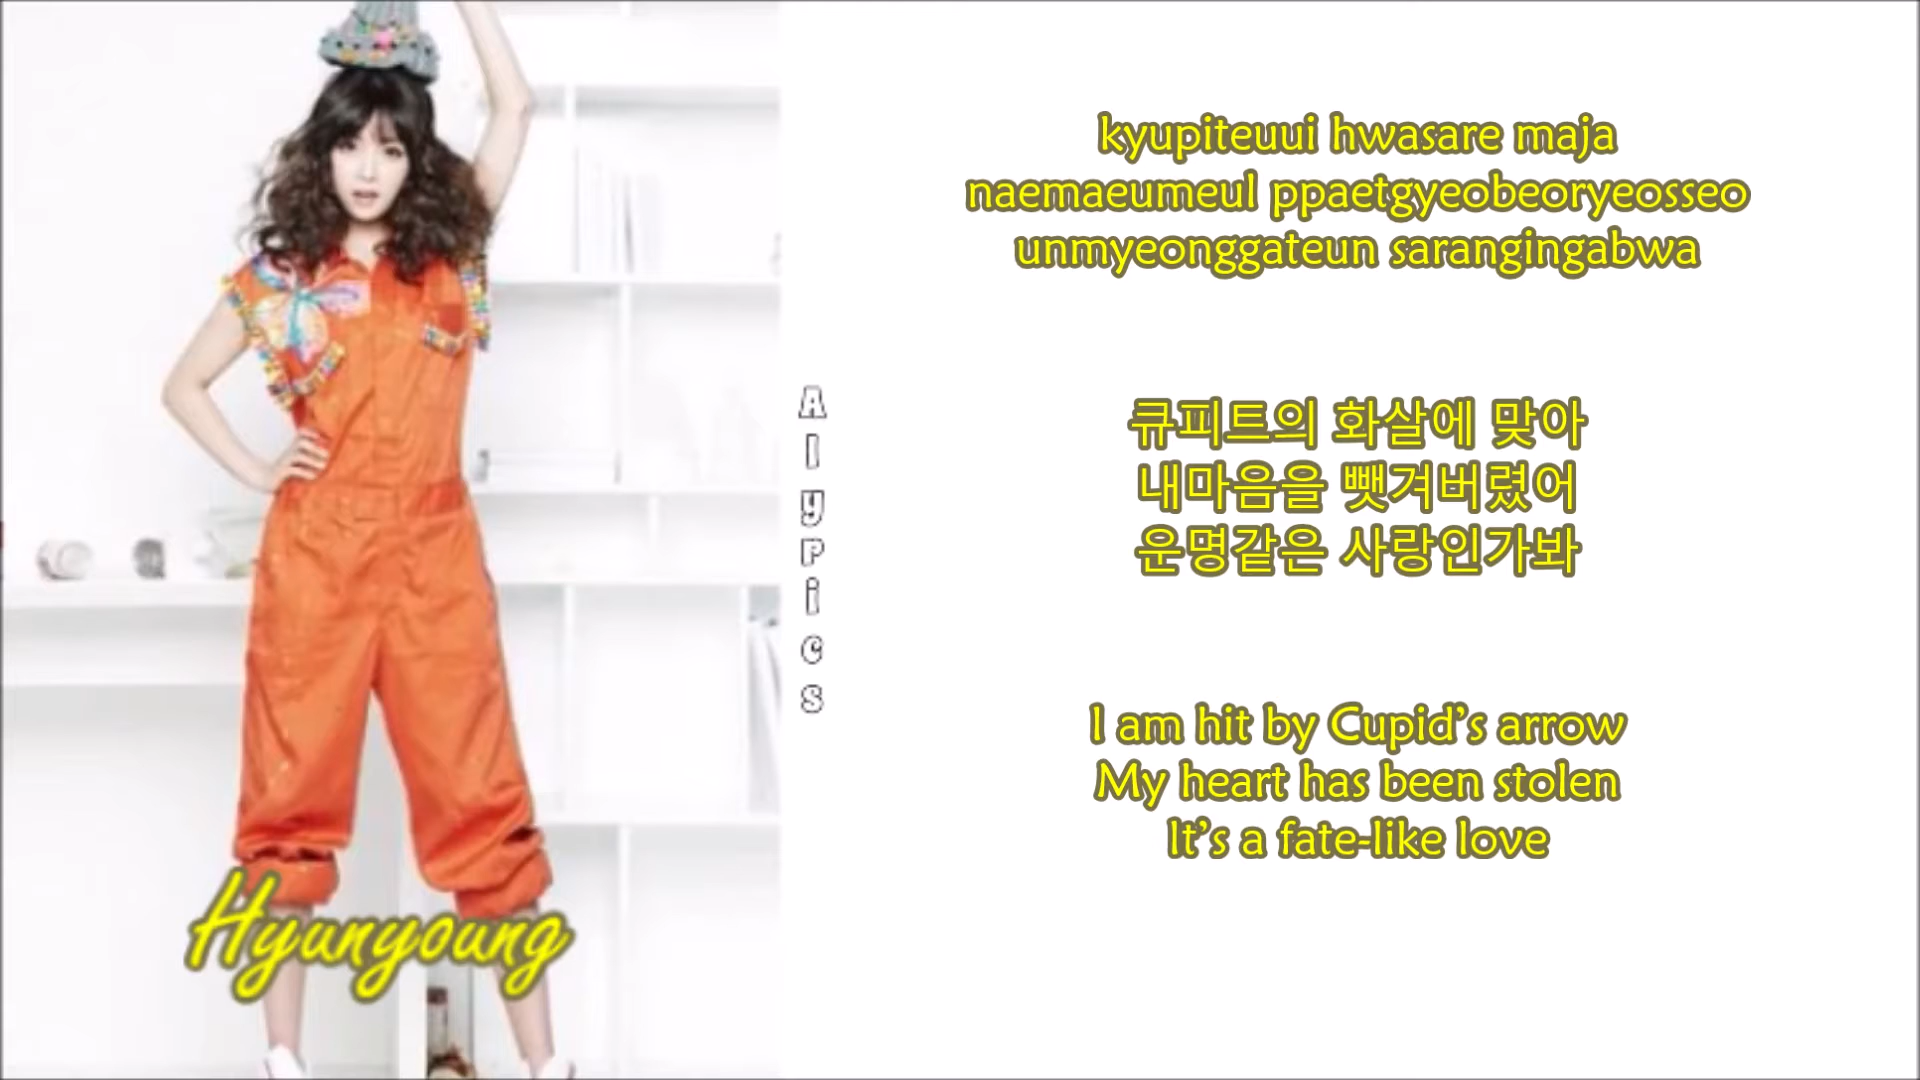 kyupiteuui hwasare maja
naemaeumeul ppaetgyeobeoryeosseo
unmyeonggateun sarangingabwa
큐피트의 화살에 맞아
내마음을 뺏겨버렸어
운명같은 사랑인가봐
I am hit by Cupid's arrow
My heart has been stolen
It's a fate-like love
Hyunyoung
AlyPics